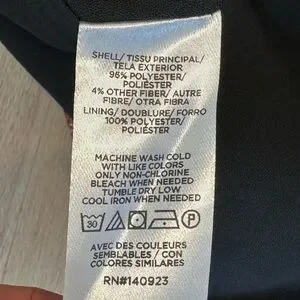 SHELL/ TISSU PRINCIPAL/
TELA EXTERIOR
96% POLYESTER/
POLIÉSTER
4% OTHER FIBER/ AUTRE
FIBRE/ OTRA FIBRA
LINING/ DOUBLURE/ FORRO
100% POLYESTER/
POLIÉSTER
MACHINE WASH COLD
WITH LIKE COLORS
ONLY NON-CHLORINE
BLEACH WHEN NEEDED
TUMBLE DRY LOW
COOL IRON WHEN NEEDED
30 P
AVEC DES COULEURS
SEMBLABLES / CON
COLORES SIMILARES
RN#140923